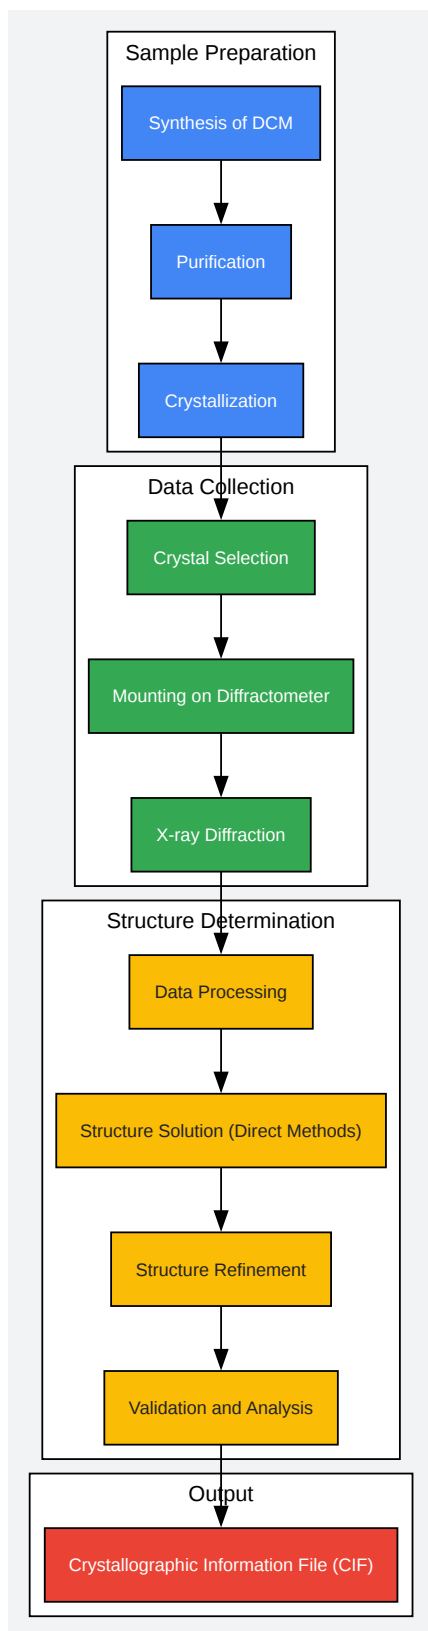 Sample Preparation
Synthesis of DCM
Purification
Crystallization
Data Collection
Crystal Selection
Mounting on Diffractometer
X-ray Diffraction
Structure Determination
Data Processing
Structure Solution (Direct Methods)
Structure Refinement
Validation and Analysis
Output
Crystallographic Information File (CIF)